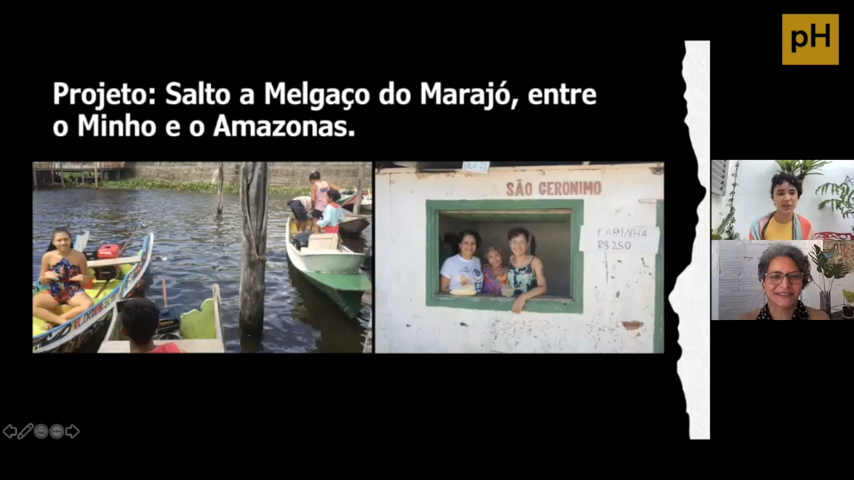 pH
Projeto: Salto a Melgaço do Marajó, entre
o Minho e o Amazonas.
SÃO GERONIMO
FARINHA
R$2,50